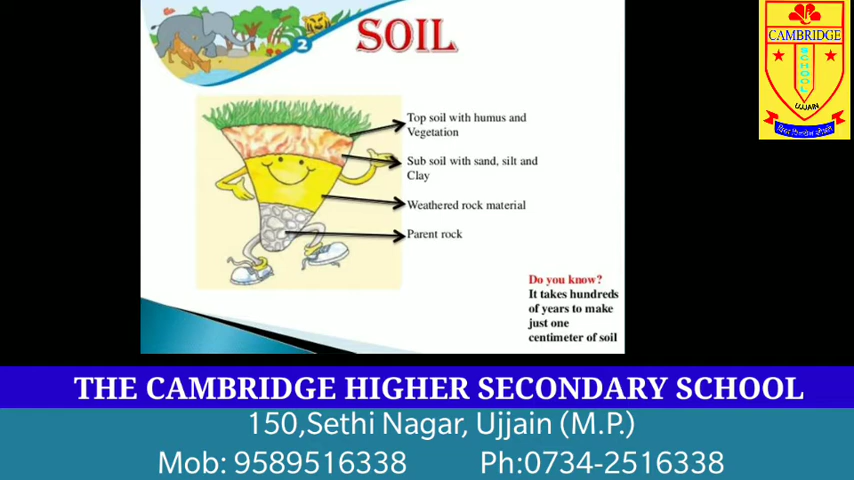 2
SOIL
CAMBRIDGE
SCHOOL
UJJAIN
Top soil with humus and
Vegetation
Sub soil with sand, silt and
Clay
Weathered rock material
Parent rock
Do you know?
It takes hundreds
of years to make
just one
centimeter of soil
THE CAMBRIDGE HIGHER SECONDARY SCHOOL
150,Sethi Nagar, Ujjain (M.P.)
Mob: 9589516338 Ph:0734-2516338